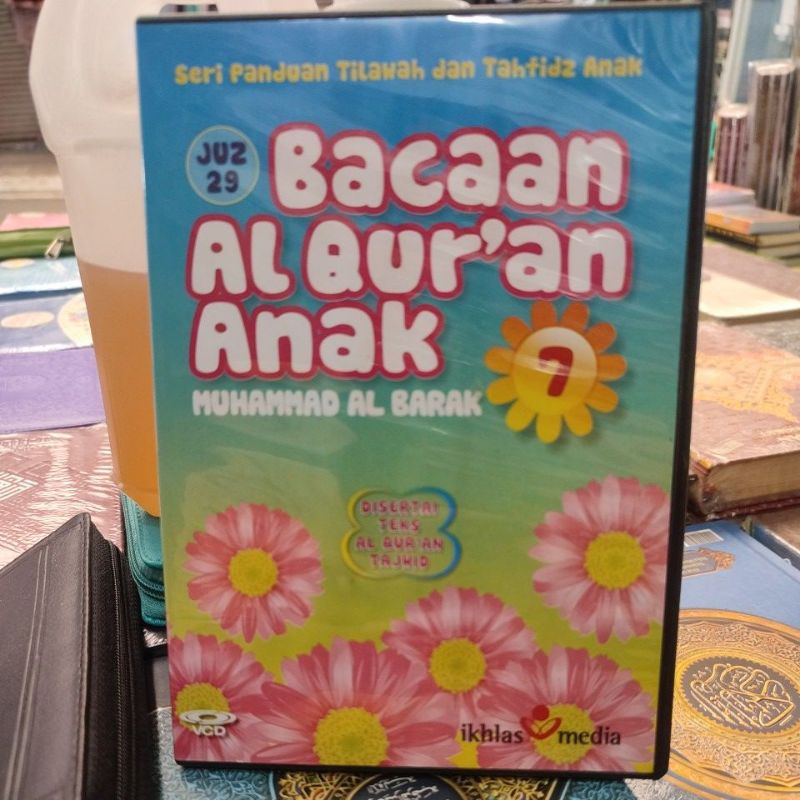 Seri Panduan Tilawah dan Tahfidz Anak
JUZ
29
Bacaan
Al Qur'an
Anak
7
MUHAMMAD AL BARAK
DISERTAI
TEKS
AL QUR'AN
TAJWID
VCD
ikhlas media